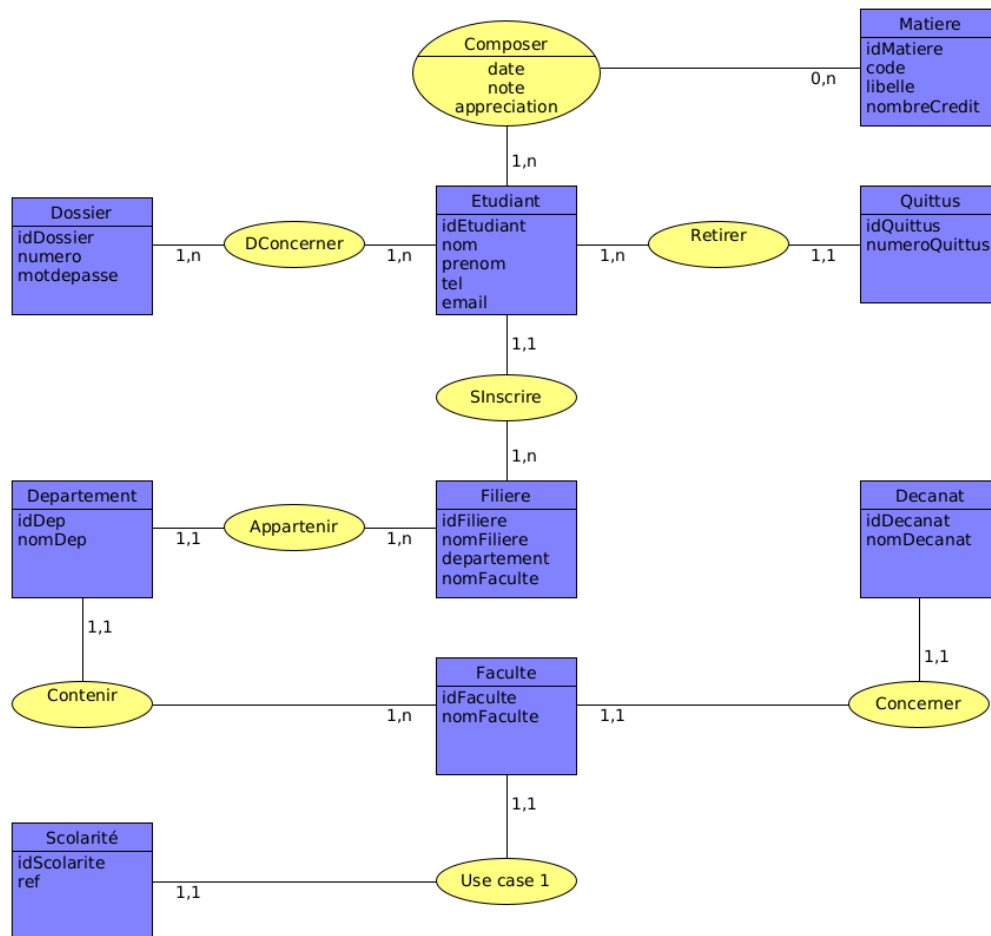 Matiere
idMatiere
code
libelle
nombreCredit
Composer
date
note
appreciation
0,n
1,n
Dossier
idDossier
numero
motdepasse
1,n
DConcerner
1,n
Etudiant
idEtudiant
nom
prenom
tel
email
1,n
Retirer
1,1
Quittus
idQuittus
numeroQuittus
1,1
SInscrire
1,n
Departement
idDep
nomDep
1,1
Appartenir
1,n
Filiere
idFiliere
nomFiliere
departement
nomFaculte
Decanat
idDecanat
nomDecanat
1,1
1,1
Contenir
1,n
Faculte
idFaculte
nomFaculte
1,1
Concerner
1,1
Scolarité
idScolarite
ref
1,1
Use case 1